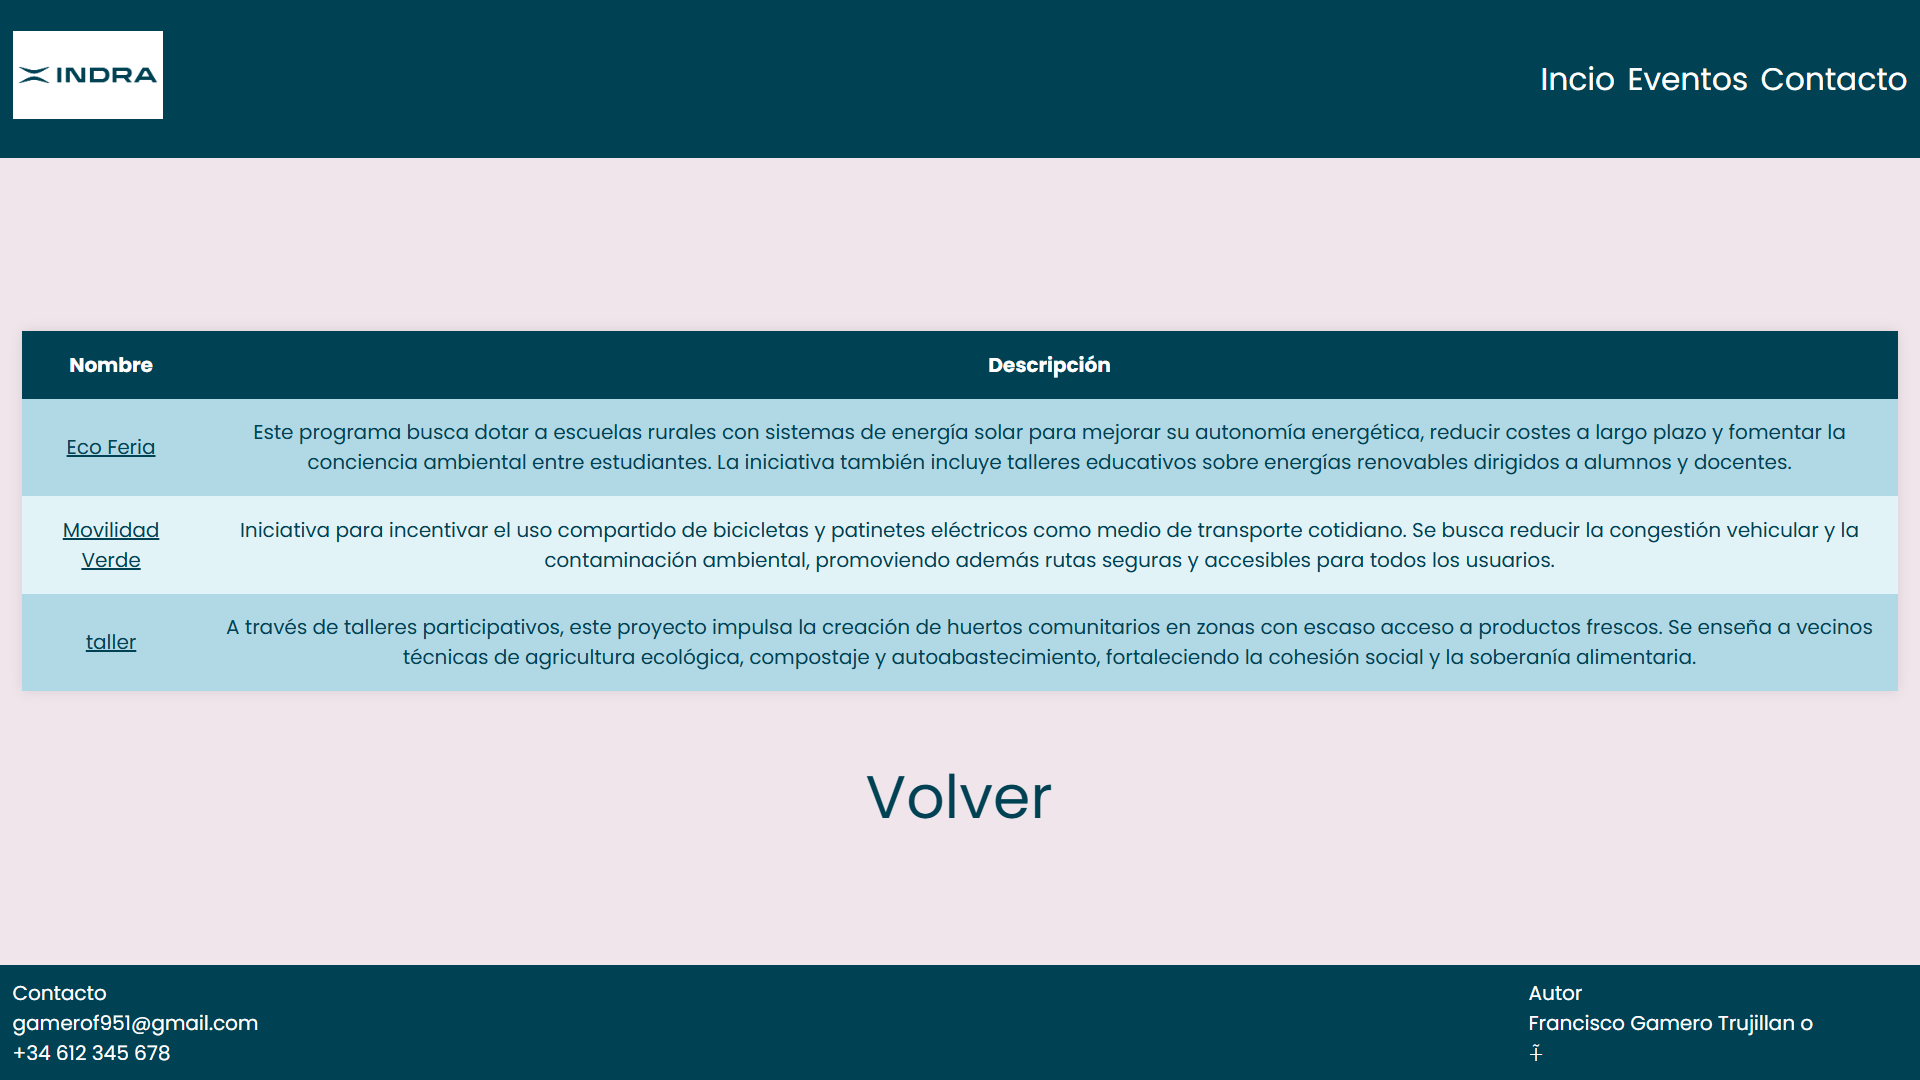 INDRA
Incio Eventos Contacto
Nombre Descripción
Eco Feria
Este programa busca dotar a escuelas rurales con sistemas de energía solar para mejorar su autonomía energética, reducir costes a largo plazo y fomentar la
conciencia ambiental entre estudiantes. La iniciativa también incluye talleres educativos sobre energías renovables dirigidos a alumnos y docentes.
Movilidad
Verde
Iniciativa para incentivar el uso compartido de bicicletas y patinetes eléctricos como medio de transporte cotidiano. Se busca reducir la congestión vehicular y la
contaminación ambiental, promoviendo además rutas seguras y accesibles para todos los usuarios.
taller
A través de talleres participativos, este proyecto impulsa la creación de huertos comunitarios en zonas con escaso acceso a productos frescos. Se enseña a vecinos
técnicas de agricultura ecológica, compostaje y autoabastecimiento, fortaleciendo la cohesión social y la soberanía alimentaria.
Volver
Contacto
gamerof951@gmail.com
+34 612 345 678
Autor
Francisco Gamero Trujillan o